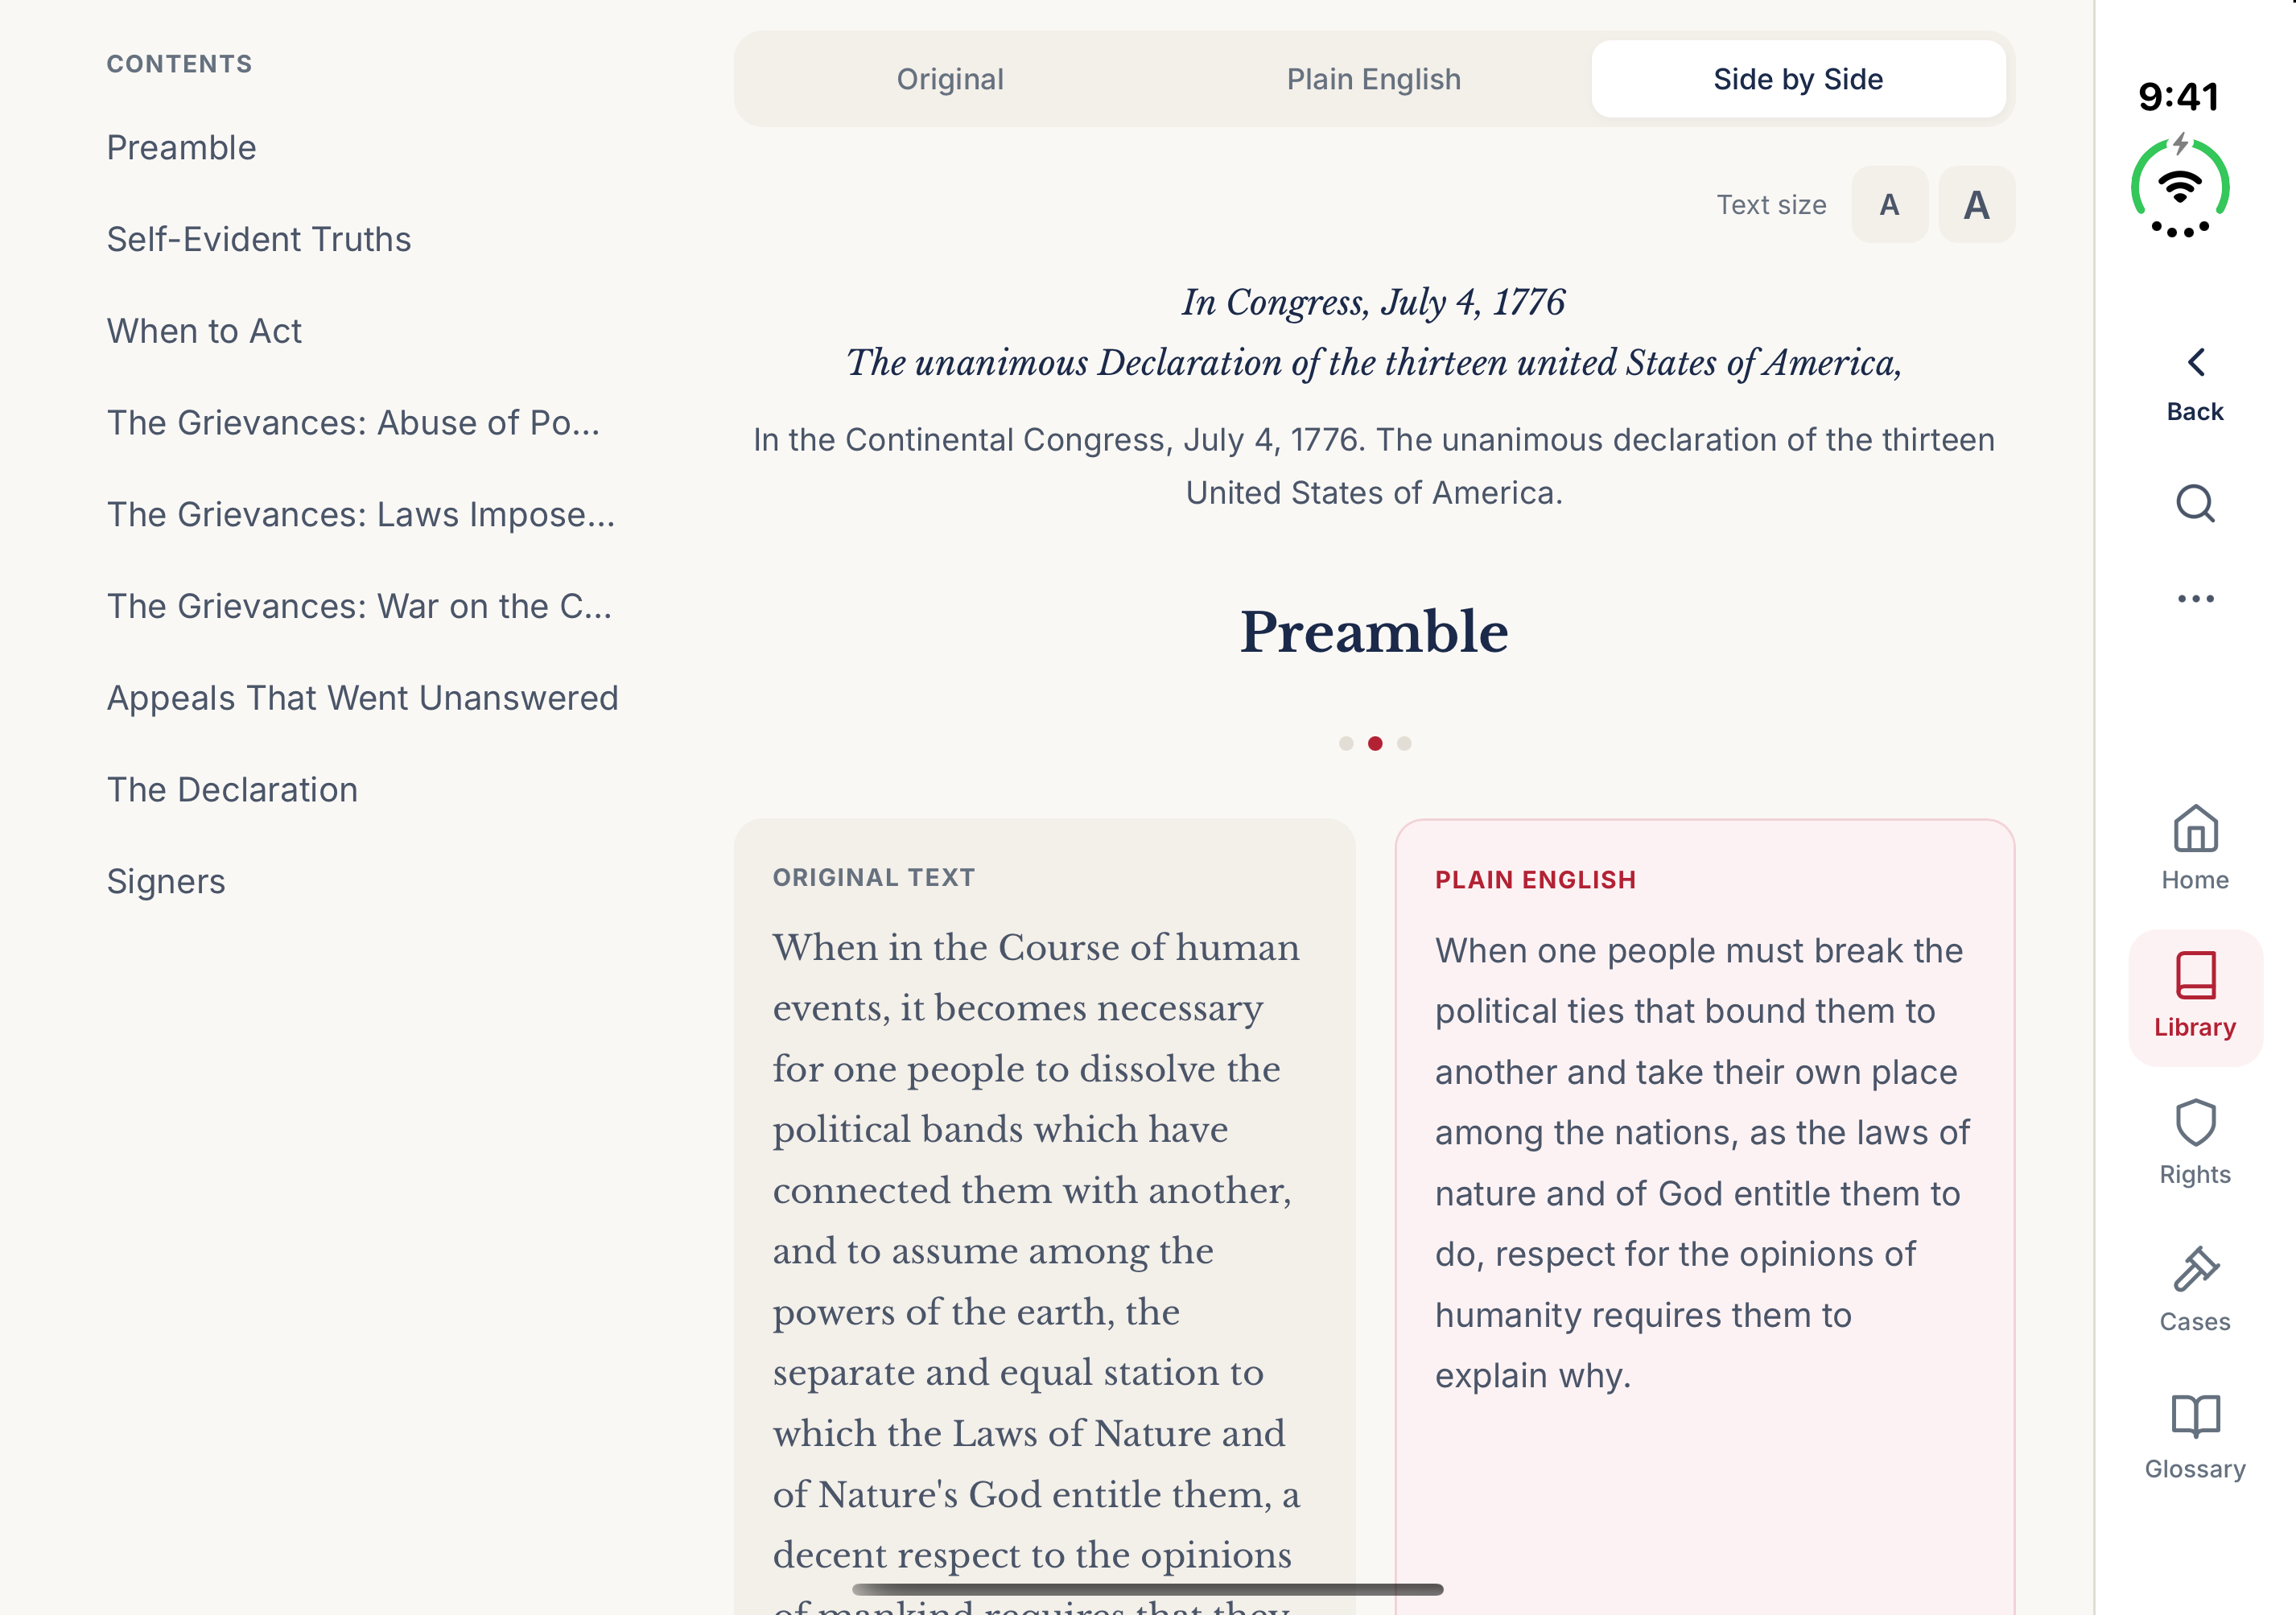 CONTENTS
Preamble
Self-Evident Truths
When to Act
The Grievances: Abuse of Po...
The Grievances: Laws Impose...
The Grievances: War on the C...
Appeals That Went Unanswered
The Declaration
Signers
Original
Plain English
Side by Side
Text size
A
A
In Congress, July 4, 1776
The unanimous Declaration of the thirteen united States of America,
In the Continental Congress, July 4, 1776. The unanimous declaration of the thirteen
United States of America.
Preamble
ORIGINAL TEXT
When in the Course of human
events, it becomes necessary
for one people to dissolve the
political bands which have
connected them with another,
and to assume among the
powers of the earth, the
separate and equal station to
which the Laws of Nature and
of Nature's God entitle them, a
decent respect to the opinions
of mankind requires that they
PLAIN ENGLISH
When one people must break the
political ties that bound them to
another and take their own place
among the nations, as the laws of
nature and of God entitle them to
do, respect for the opinions of
humanity requires them to
explain why.
9:41
Back
Home
Library
Rights
Cases
Glossary